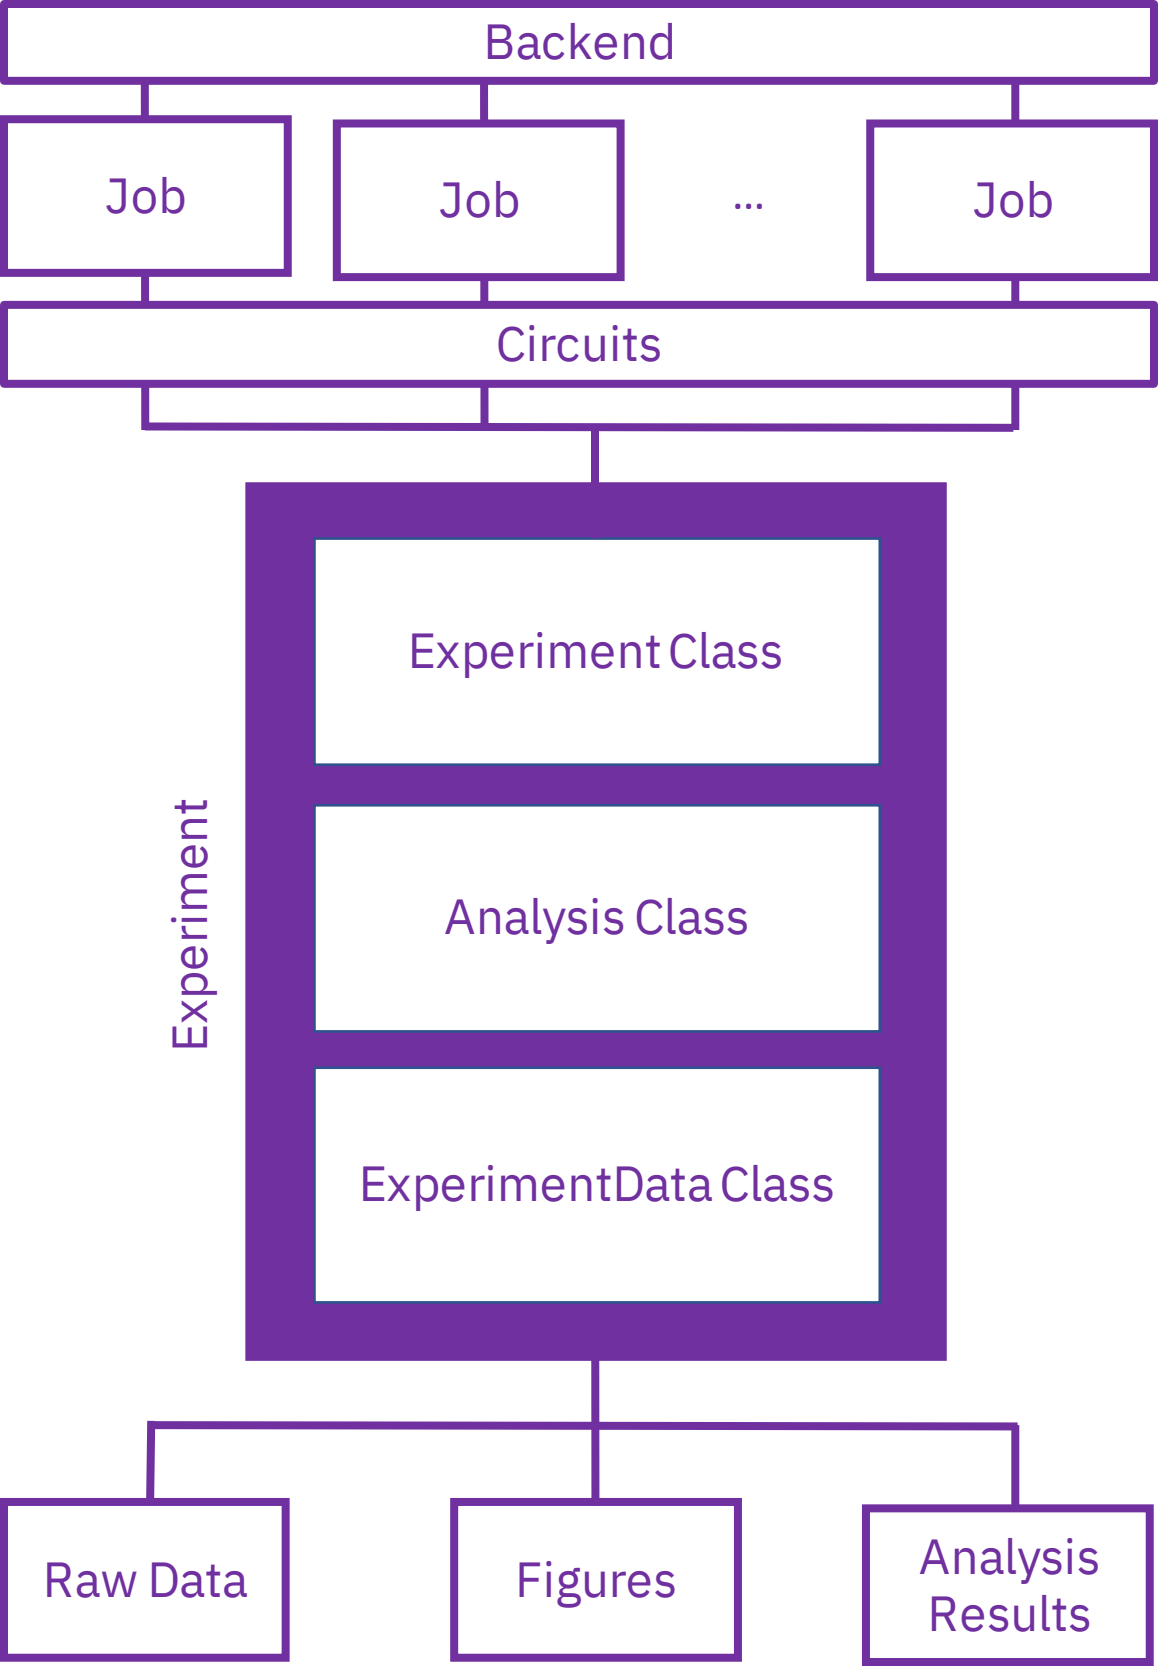 Backend
Job
Job
...
Job
Circuits
Experiment
Experiment Class
Analysis Class
ExperimentData Class
Raw Data
Figures
Analysis
Results